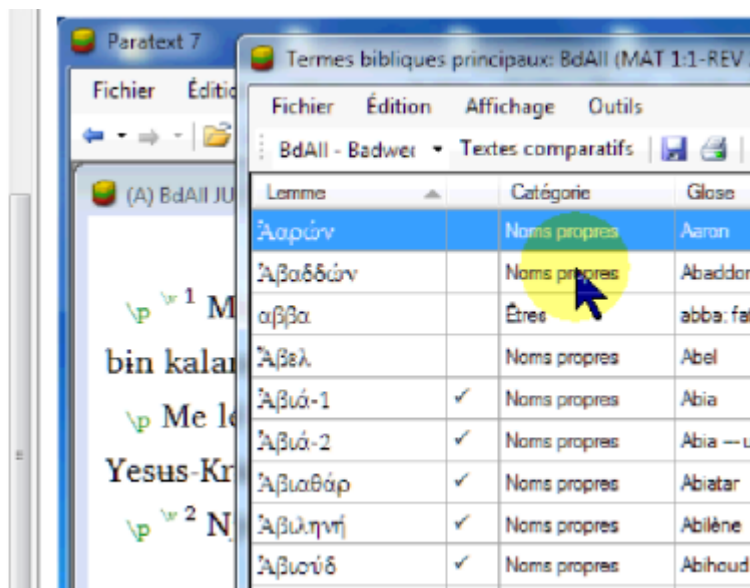 Paratext 7
Termes bibliques principaux: BdAll (MAT 1:1-REV
Fichier Éditio
Fichier Édition Affichage Outils
BdAll - Badwe Textes comparatifs
(A) BdAll JU
Lemme Catégorie Glose
Ἀαρών Noms propres Aaron
Ἀβαδδών Noms propres Abaddon
αββα Êtres abba: fat
Ἄβελ Noms propres Abel
Ἀβιά-1 ✓ Noms propres Abia
Ἀβιά-2 ✓ Noms propres Abia — u
Ἀβιαθάρ ✓ Noms propres Abiatar
Ἀβιληνή ✓ Noms propres Abilène
Ἀβιούδ ✓ Noms propres Abihoud
\p \v 1 M
bin kalar
\p Me le
Yesus-Kr
\p \v 2 Nj